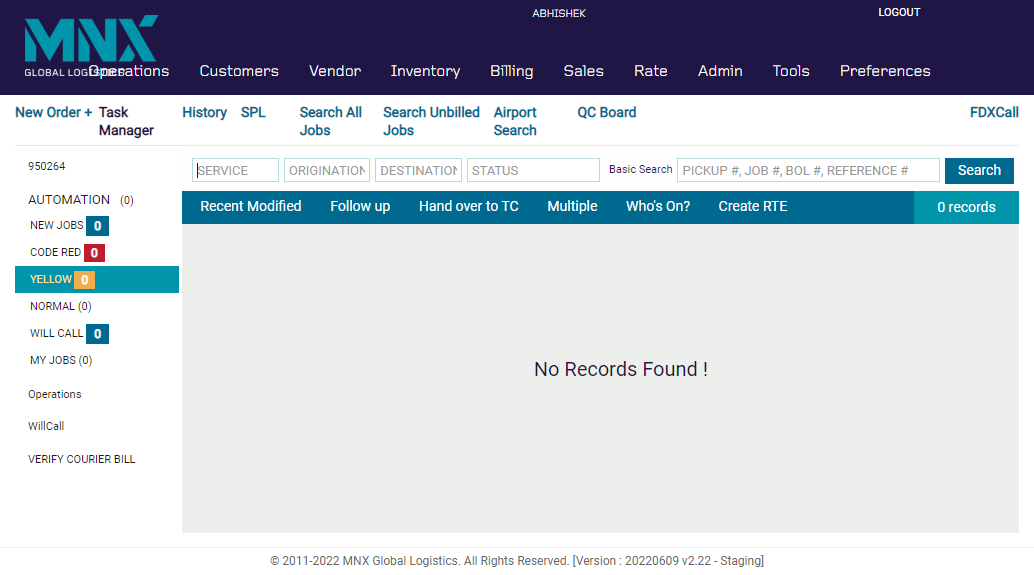 ABHISHEK
LOGOUT
MNX
GLOBAL LOGISTICS
Operations Customers Vendor Inventory Billing Sales Rate Admin Tools Preferences
New Order + Task Manager History SPL Search All Jobs Search Unbilled Jobs Airport Search QC Board FDXCall
950264
SERVICE ORIGINATION DESTINATION STATUS Basic Search PICKUP #, JOB #, BOL #, REFERENCE # Search
AUTOMATION (0)
Recent Modified Follow up Hand over to TC Multiple Who's On? Create RTE 0 records
NEW JOBS 0
CODE RED 0
YELLOW 0
NORMAL (0)
WILL CALL 0
MY JOBS (0)
Operations
WillCall
VERIFY COURIER BILL
No Records Found !
© 2011-2022 MNX Global Logistics. All Rights Reserved. [Version : 20220609 v2.22 - Staging]